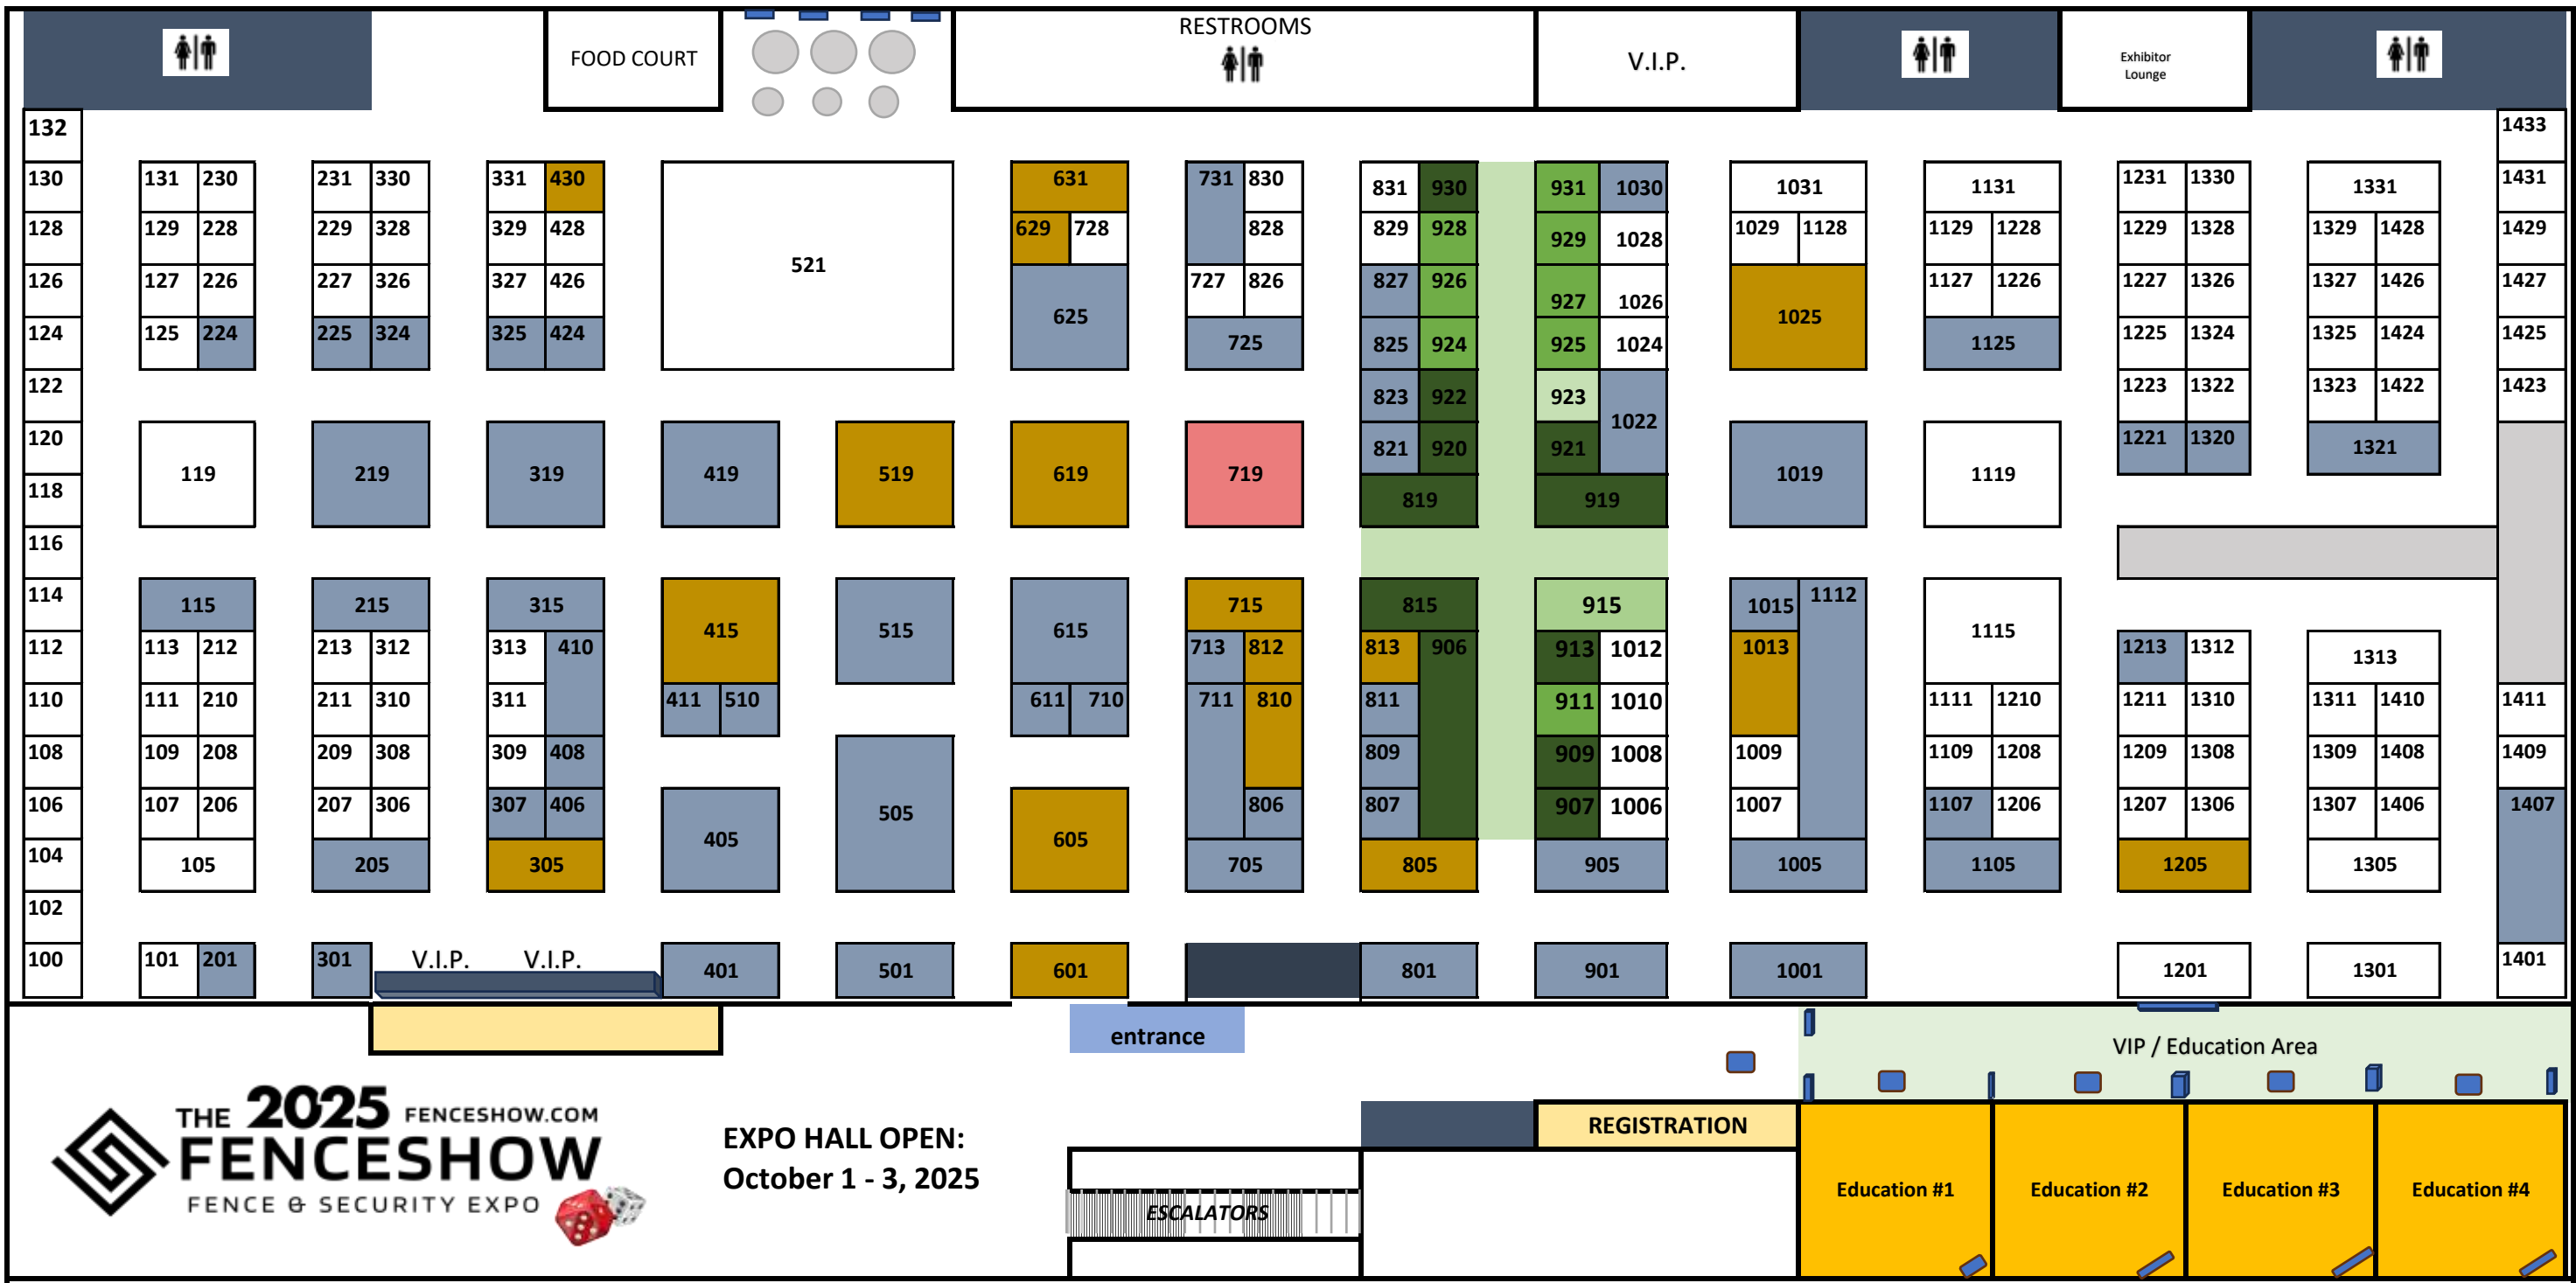 RESTROOMS
FOOD COURT
V.I.P.
Exhibitor
Lounge
132 1433
130 131 230 231 330 331 430 631 731 830 831 930 931 1030 1031 1131 1231 1330 1331 1431
128 129 228 229 328 329 428 629 728 828 829 928 929 1028 1029 1128 1129 1228 1229 1328 1329 1428 1429
521
126 127 226 227 326 327 426 727 826 827 926 927 1026 1127 1226 1227 1326 1327 1426 1427
625 1025
124 125 224 225 324 325 424 725 825 924 925 1024 1125 1225 1324 1325 1424 1425
122 823 922 923 1223 1322 1323 1422 1423
1022
120 821 920 921 1221 1320 1321
119 219 319 419 519 619 719 1019 1119
118 819 919
116
114 115 215 315 715 815 915 1015 1112
415 515 615 1115
112 113 212 213 312 313 410 713 812 813 906 913 1012 1013 1213 1312 1313
110 111 210 211 310 311 411 510 611 710 711 810 811 911 1010 1111 1210 1211 1310 1311 1410 1411
108 109 208 209 308 309 408 809 909 1008 1009 1109 1208 1209 1308 1309 1408 1409
106 107 206 207 306 307 406 505 806 807 907 1006 1007 1107 1206 1207 1306 1307 1406 1407
405 605
104 105 205 305 705 805 905 1005 1105 1205 1305
102
100 101 201 301 V.I.P. V.I.P. 401 501 601 801 901 1001 1201 1301 1401
entrance
VIP / Education Area
THE 2025 FENCESHOW.COM
FENCESHOW
FENCE & SECURITY EXPO
EXPO HALL OPEN:
October 1 - 3, 2025
REGISTRATION
ESCALATORS
Education #1 Education #2 Education #3 Education #4